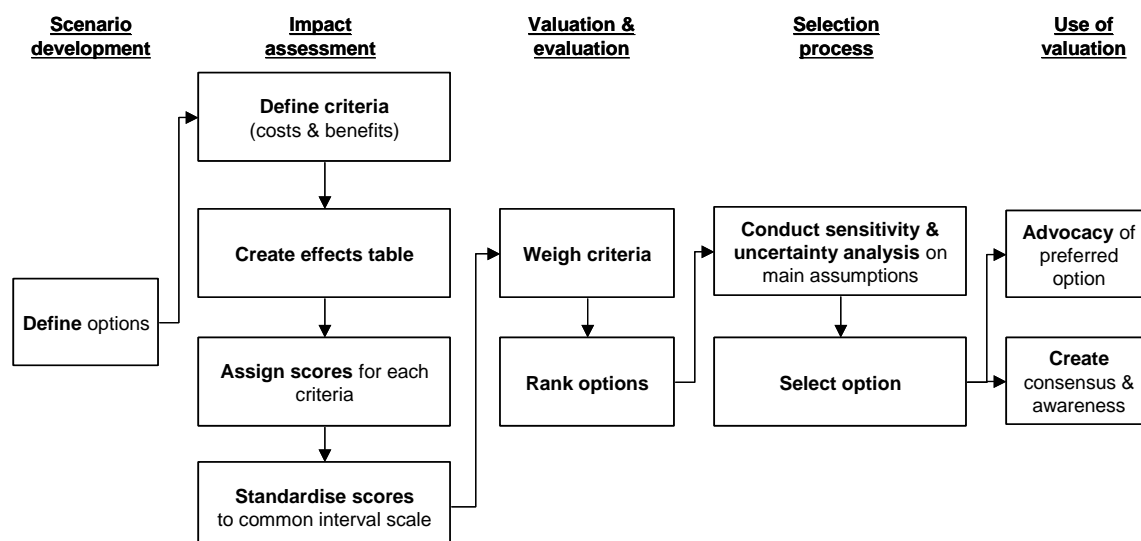 Scenario
development
Impact
assessment
Valuation &
evaluation
Selection
process
Use of
valuation
Define criteria
(costs & benefits)
Create effects table
Assign scores for each
criteria
Standardise scores
to common interval scale
Define options
Weigh criteria
Rank options
Conduct sensitivity &
uncertainty analysis on
main assumptions
Select option
Advocacy of
preferred
option
Create
consensus &
awareness